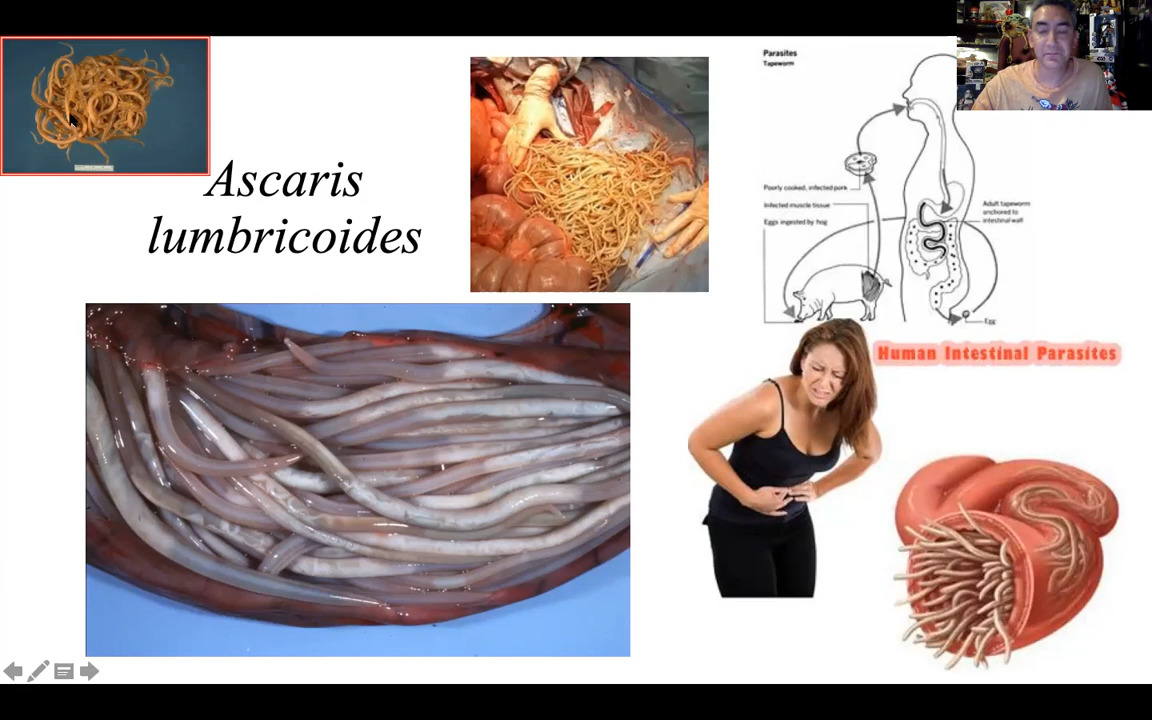 Ascaris
lumbricoides
Parasites
Tapeworm
Poorly cooked, infected pork
Infected muscle tissue
Eggs ingested by hog
Adult tapeworm
anchored to
intestinal wall
Egg
Human Intestinal Parasites